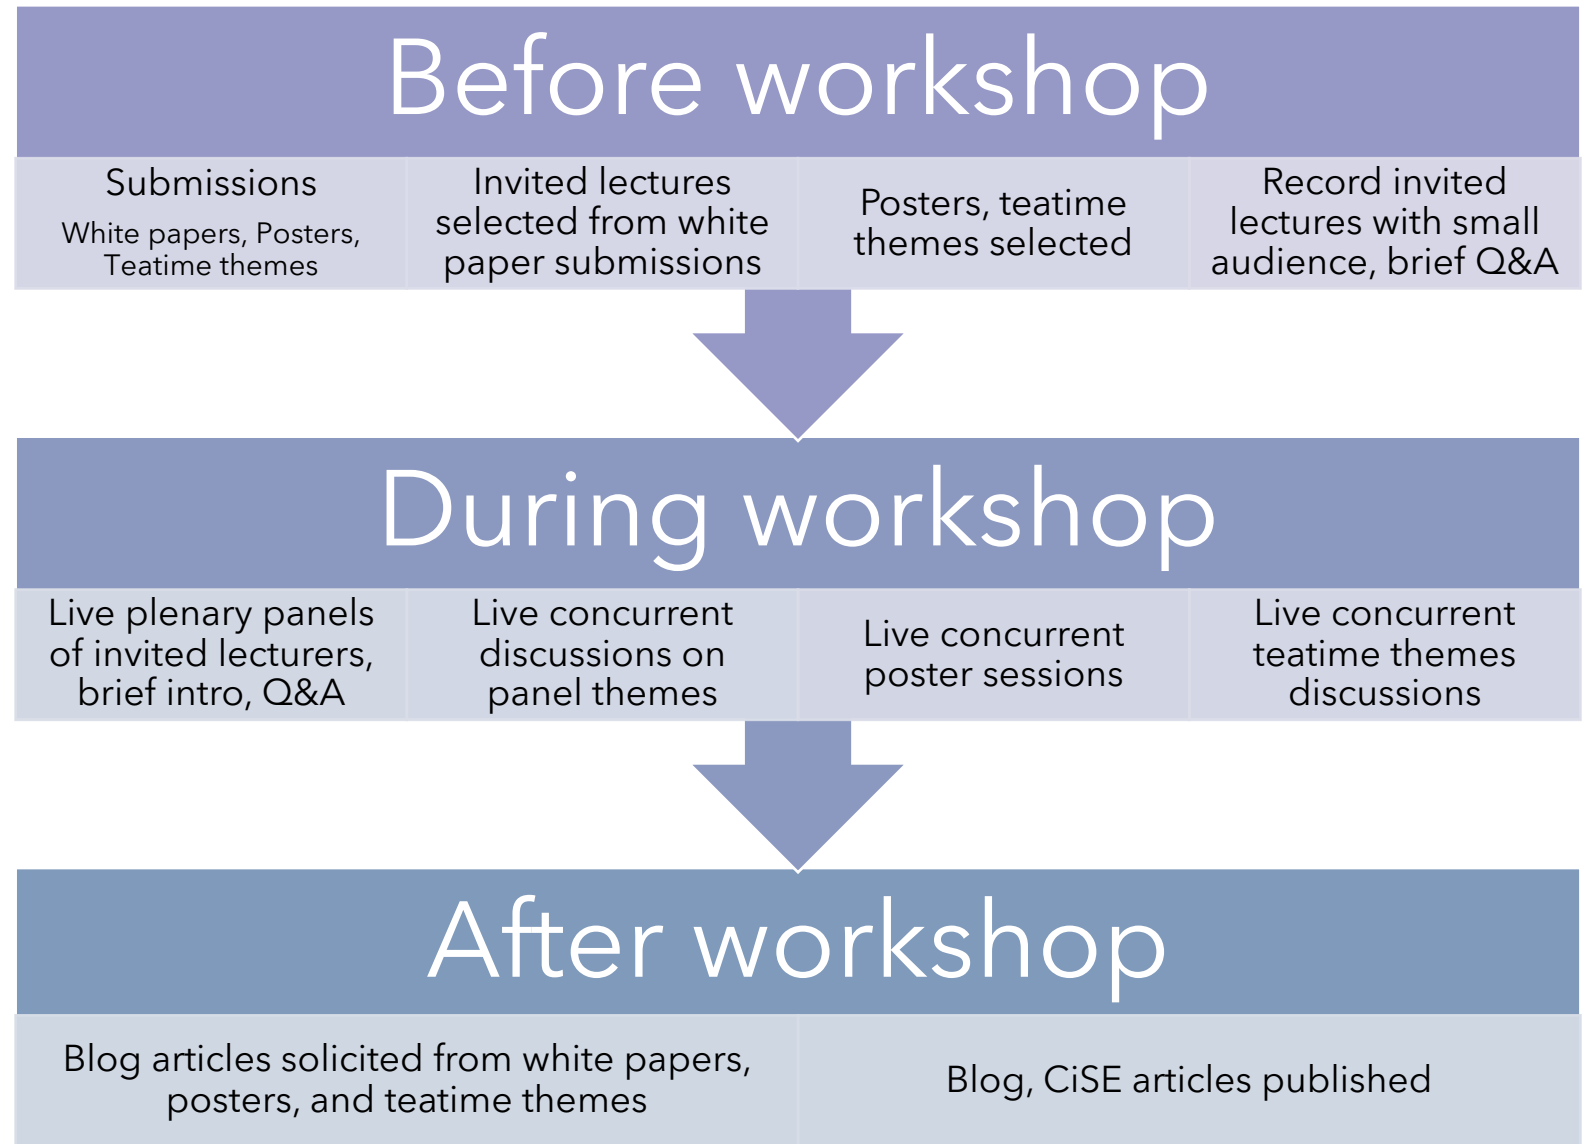 Before workshop
Submissions
White papers, Posters,
Teatime themes
Invited lectures
selected from white
paper submissions
Posters, teatime
themes selected
Record invited
lectures with small
audience, brief Q&A
During workshop
Live plenary panels
of invited lecturers,
brief intro, Q&A
Live concurrent
discussions on
panel themes
Live concurrent
poster sessions
Live concurrent
teatime themes
discussions
After workshop
Blog articles solicited from white papers,
posters, and teatime themes
Blog, CiSE articles published